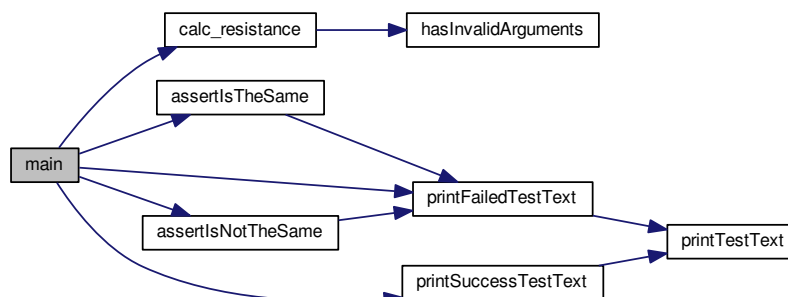 calc_resistance
hasInvalidArguments
assertIsTheSame
main
printFailedTestText
assertIsNotTheSame
printTestText
printSuccessTestText